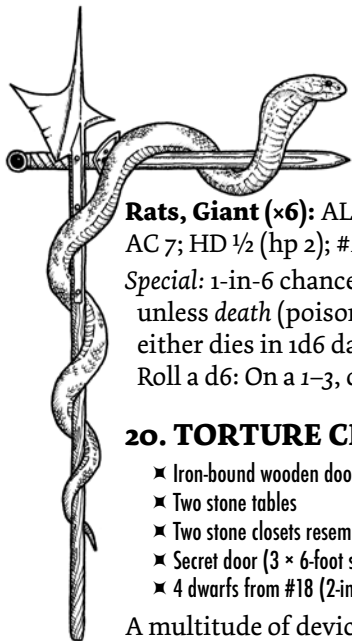 Rats, Giant (×6): AL
AC 7; HD ½ (hp 2); #
Special: 1-in-6 chance
unless death (poison
either dies in 1d6 da
Roll a d6: On a 1–3, 
20. TORTURE C
✶ Iron-bound wooden doo
✶ Two stone tables
✶ Two stone closets resem
✶ Secret door (3 × 6-foot s
✶ 4 dwarfs from #18 (2-in
A multitude of devic